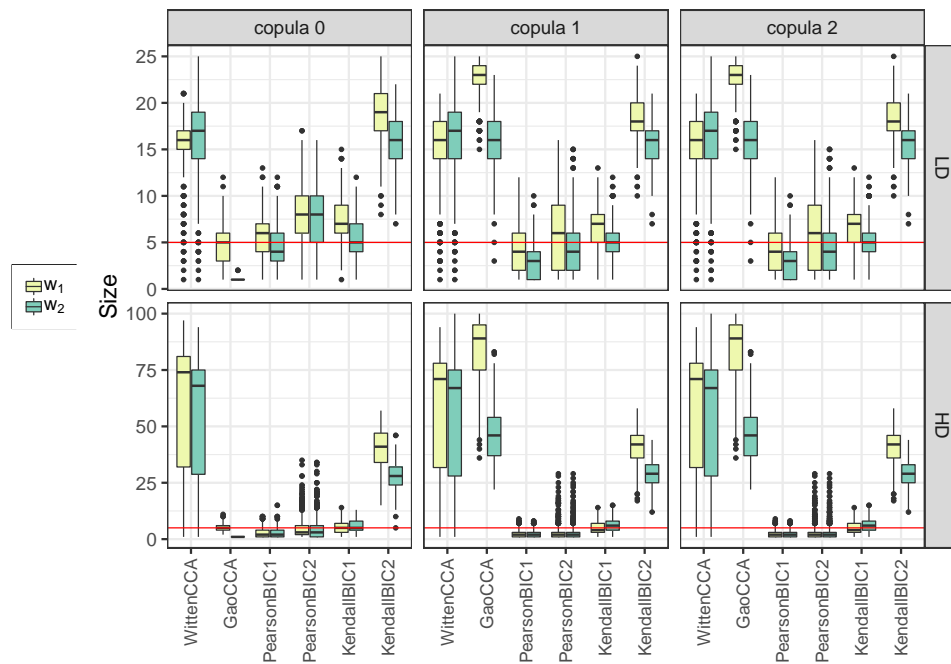 copula 0 copula 1 copula 2
25
20
15
10
5
0
LD
100
75
50
25
0
HD
Size
w1
w2
WittenCCA GaoCCA PearsonBIC1 PearsonBIC2 KendallBIC1 KendallBIC2
WittenCCA GaoCCA PearsonBIC1 PearsonBIC2 KendallBIC1 KendallBIC2
WittenCCA GaoCCA PearsonBIC1 PearsonBIC2 KendallBIC1 KendallBIC2